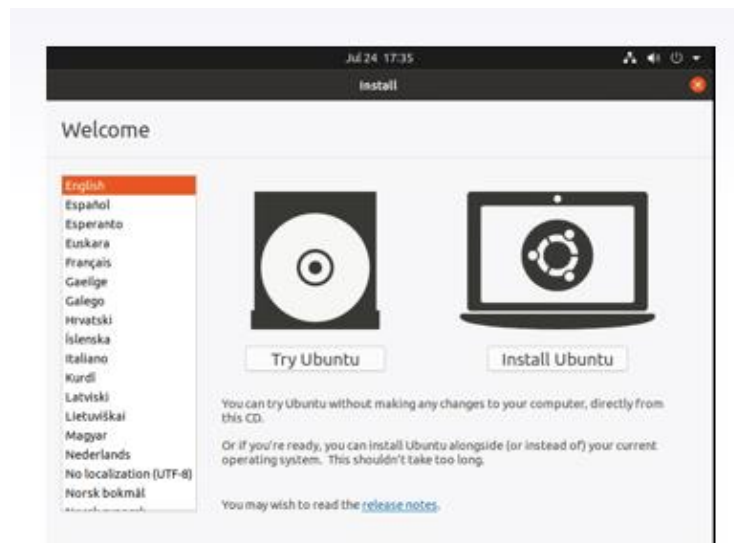 Jul 24 17:35
Install
Welcome
English
Español
Esperanto
Euskara
Français
Gaeilge
Galego
Hrvatski
Íslenska
Italiano
Kurdî
Latviski
Lietuviškai
Magyar
Nederlands
No localization (UTF-8)
Norsk bokmål
Try Ubuntu
Install Ubuntu
You can try Ubuntu without making any changes to your computer, directly from
this CD.
Or if you're ready, you can install Ubuntu alongside (or instead of) your current
operating system. This shouldn't take too long.
You may wish to read the release notes.